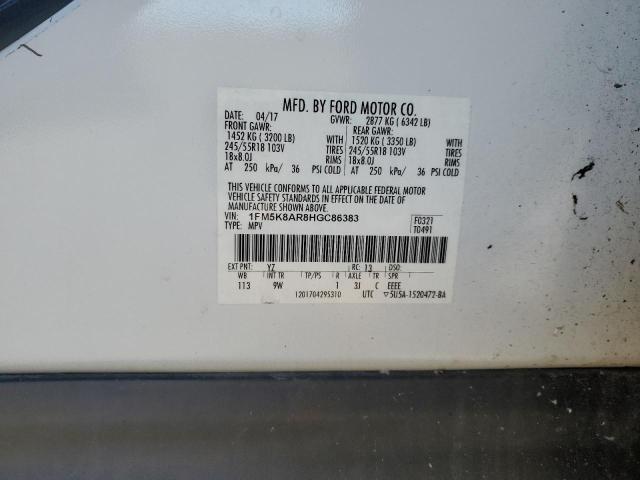 MFD. BY FORD MOTOR CO.
DATE: 04/17 GVWR: 2877 KG ( 6342 LB)
FRONT GAWR: REAR GAWR:
1452 KG ( 3200 LB) WITH 1520 KG ( 3350 LB) WITH
245/55R18 103V TIRES 245/55R18 103V TIRES
18x8.0J RIMS 18x8.0J RIMS
AT 250 kPa/ 36 PSI COLD AT 250 kPa/ 36 PSI COLD
THIS VEHICLE CONFORMS TO ALL APPLICABLE FEDERAL MOTOR
VEHICLE SAFETY STANDARDS IN EFFECT ON THE DATE OF
MANUFACTURE SHOWN ABOVE.
VIN: 1FM5K8AR8HGC86383 F0321
TYPE: MPV T0491
EXT PNT: YZ RC: 13 DSO:
WB INT TR TP/PS R AXLE TR SPR
113 9W 1 3J C EEEE
1201704295310 UTC ▽5U5A-1520472-BA